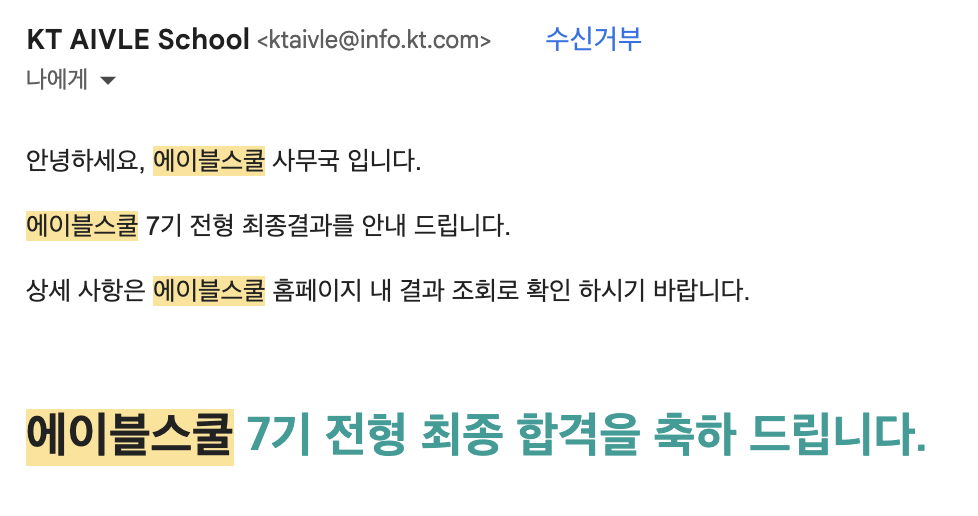 KT AIVLE School <ktaivle@info.kt.com> 수신거부
나에게
안녕하세요, 에이블스쿨 사무국 입니다.
에이블스쿨 7기 전형 최종결과를 안내 드립니다.
상세 사항은 에이블스쿨 홈페이지 내 결과 조회로 확인 하시기 바랍니다.
에이블스쿨 7기 전형 최종 합격을 축하 드립니다.